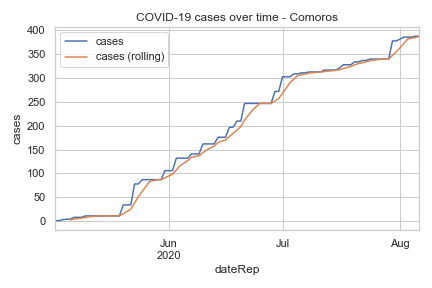 COVID-19 cases over time - Comoros
cases
cases (rolling)
400
350
300
250
200
150
100
50
0
cases
Jun
2020
Jul
Aug
dateRep